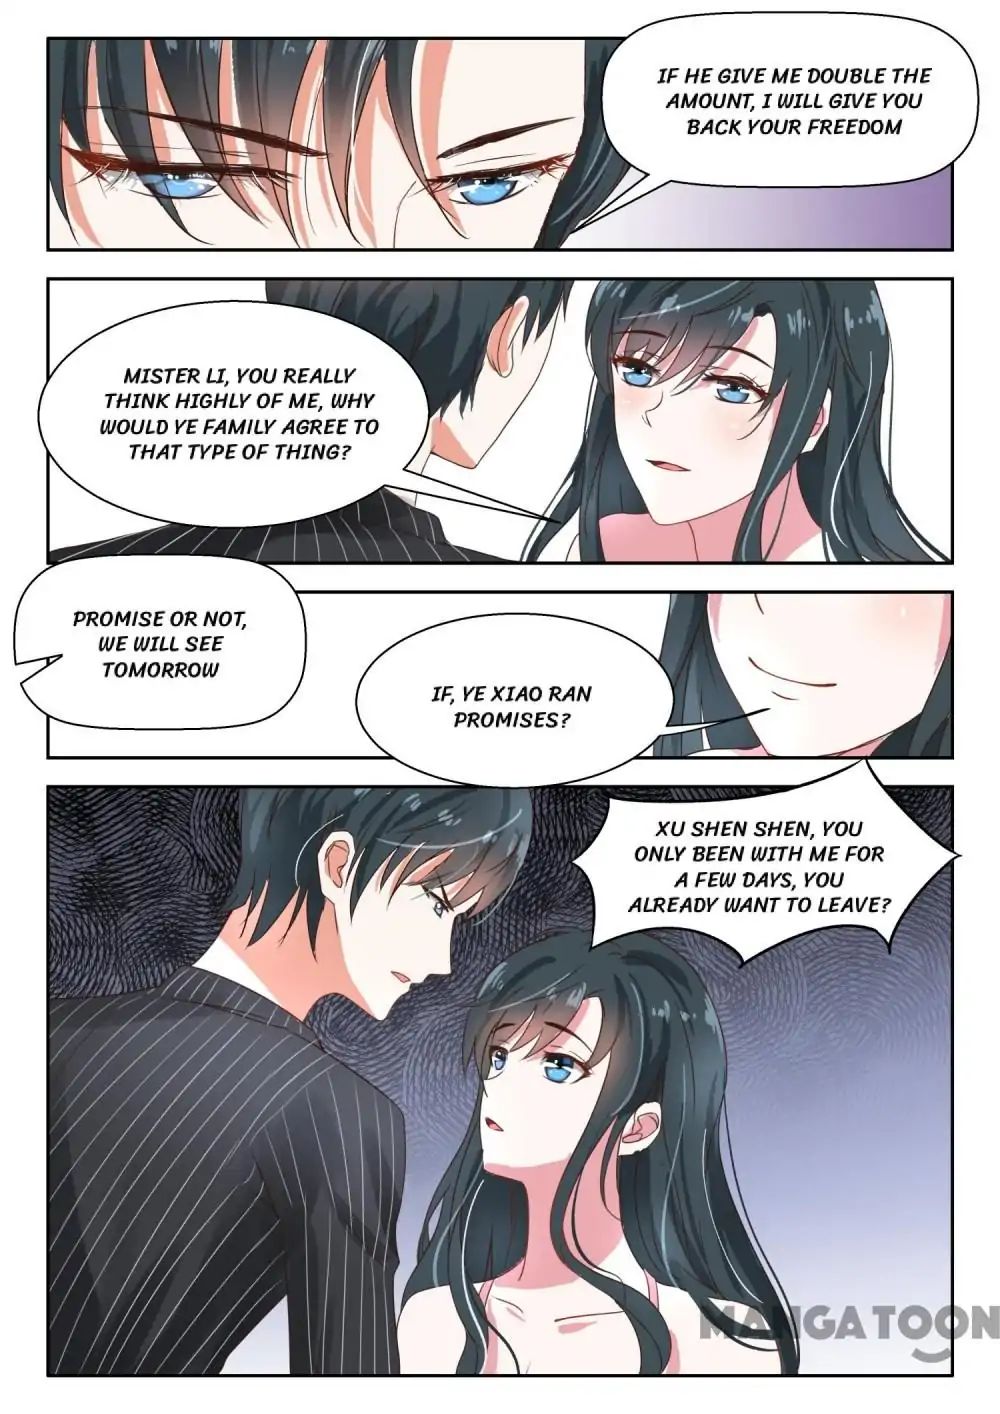 IF HE GIVE ME DOUBLE THE
AMOUNT, I WILL GIVE YOU
BACK YOUR FREEDOM
MISTER LI, YOU REALLY
THINK HIGHLY OF ME, WHY
WOULD YE FAMILY AGREE TO
THAT TYPE OF THING?
PROMISE OR NOT,
WE WILL SEE
TOMORROW
IF, YE XIAO RAN
PROMISES?
XU SHEN SHEN, YOU
ONLY BEEN WITH ME FOR
A FEW DAYS, YOU
ALREADY WANT TO LEAVE?
MANGATOON